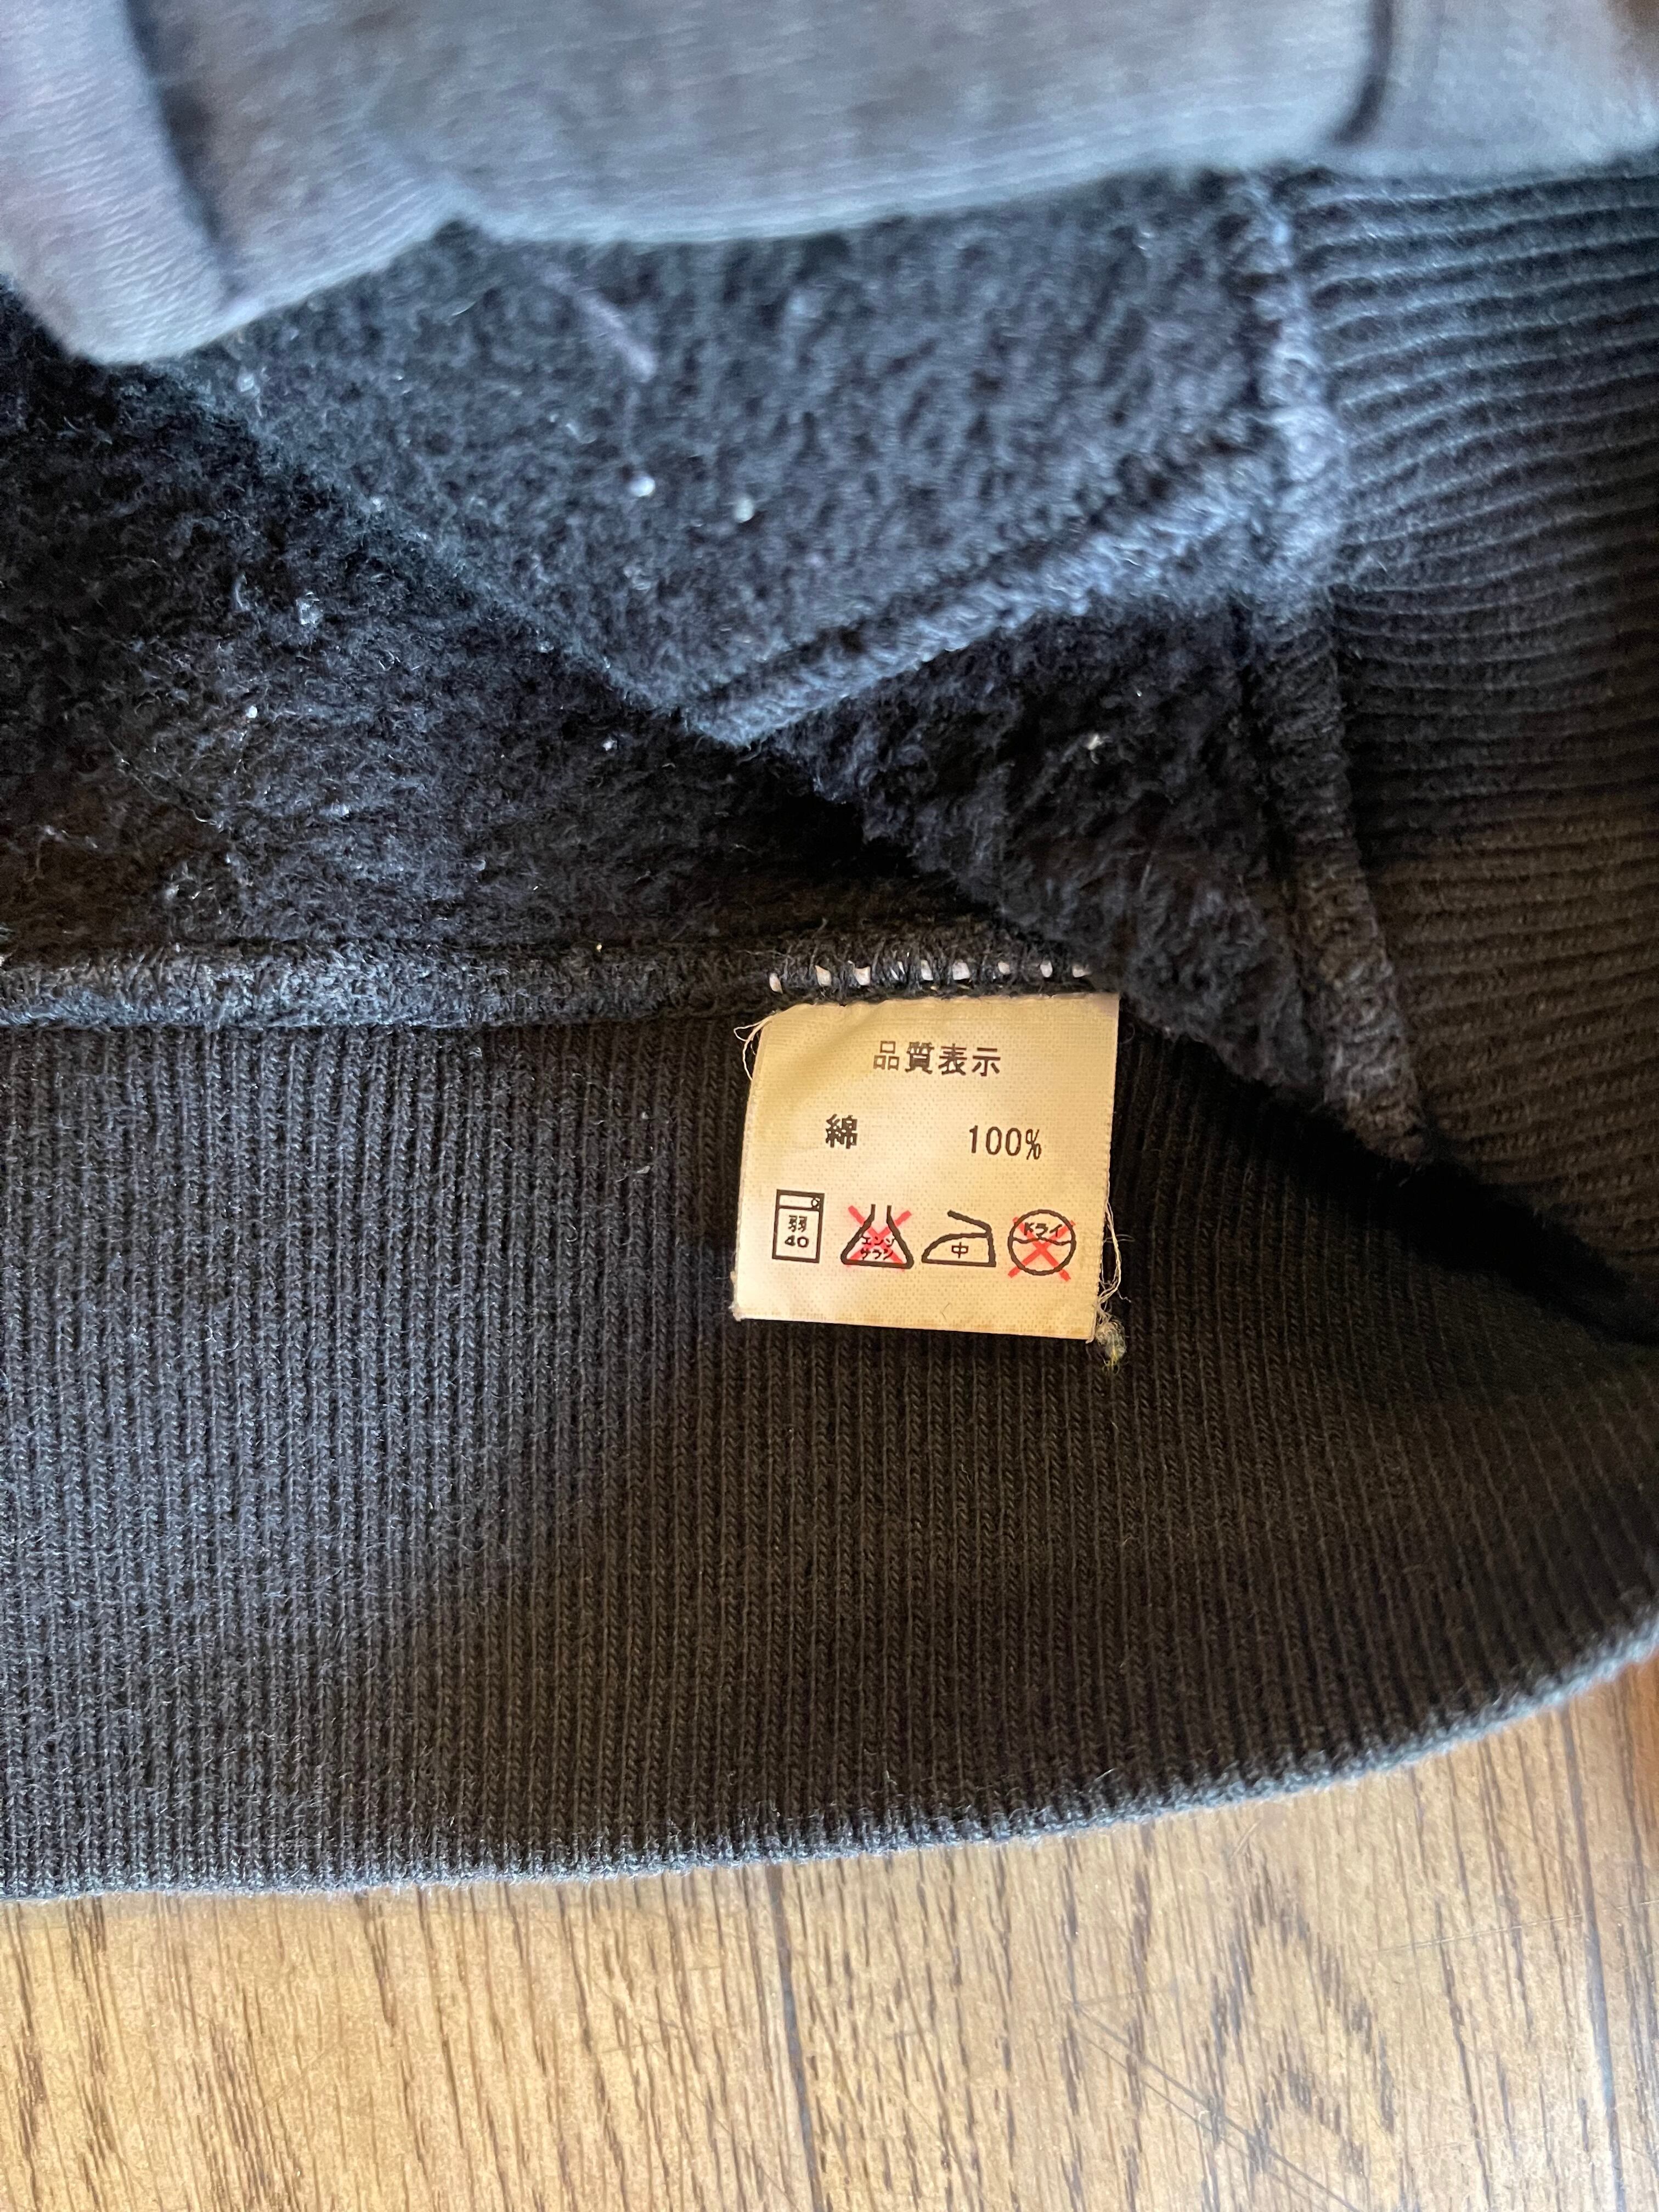 品質表示
綿 100%
弱 40 エンソサラシ 中 ドライ